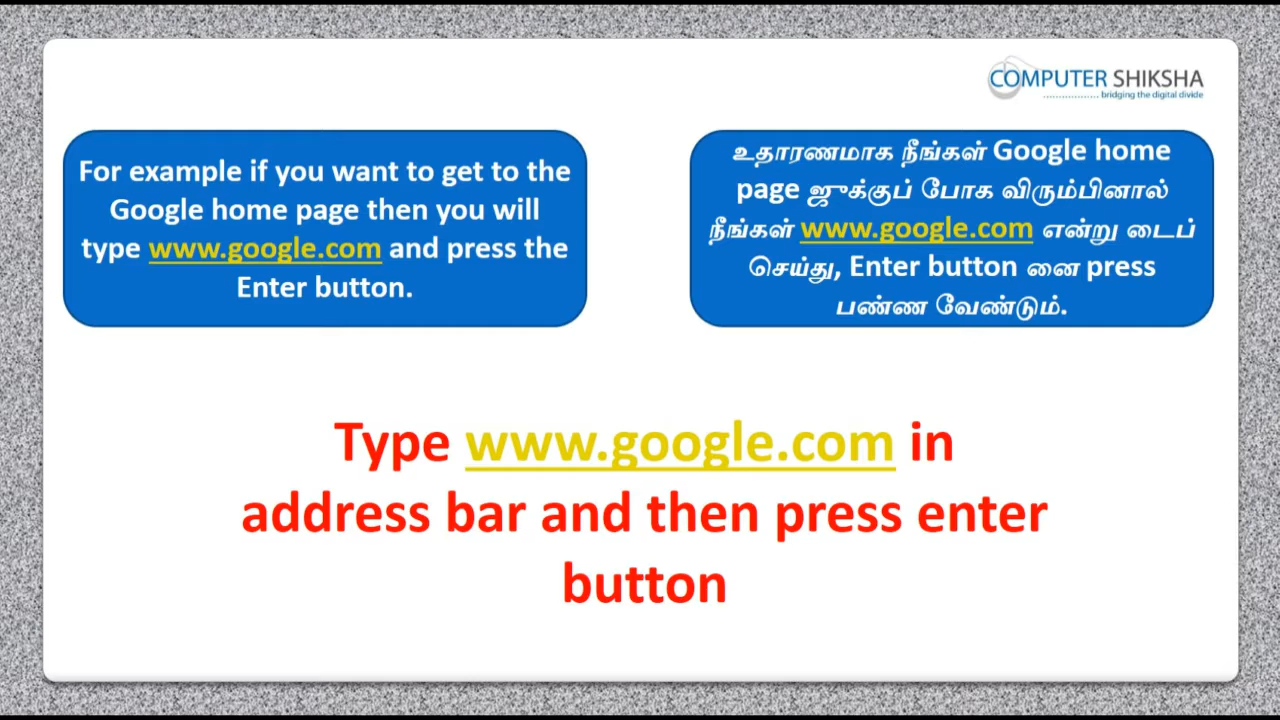 COMPUTER SHIKSHA
bridging the digital divide
For example if you want to get to the
Google home page then you will
type www.google.com and press the
Enter button.
உதாரணமாக நீங்கள் Google home
page ஜுக்குப் போக விரும்பினால்
நீங்கள் www.google.com என்று டைப்
செய்து, Enter button னை press
பண்ண வேண்டும்.
Type www.google.com in
address bar and then press enter
button